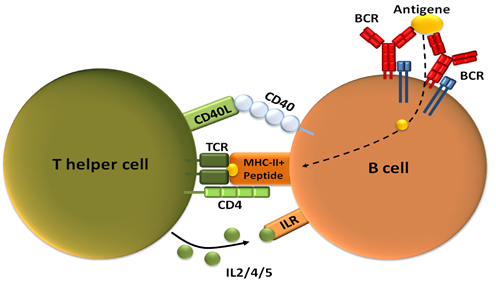 Antigene
BCR
BCR
CD40L
CD40
T helper cell
TCR
MHC-II+
Peptide
B cell
CD4
ILR
IL2/4/5